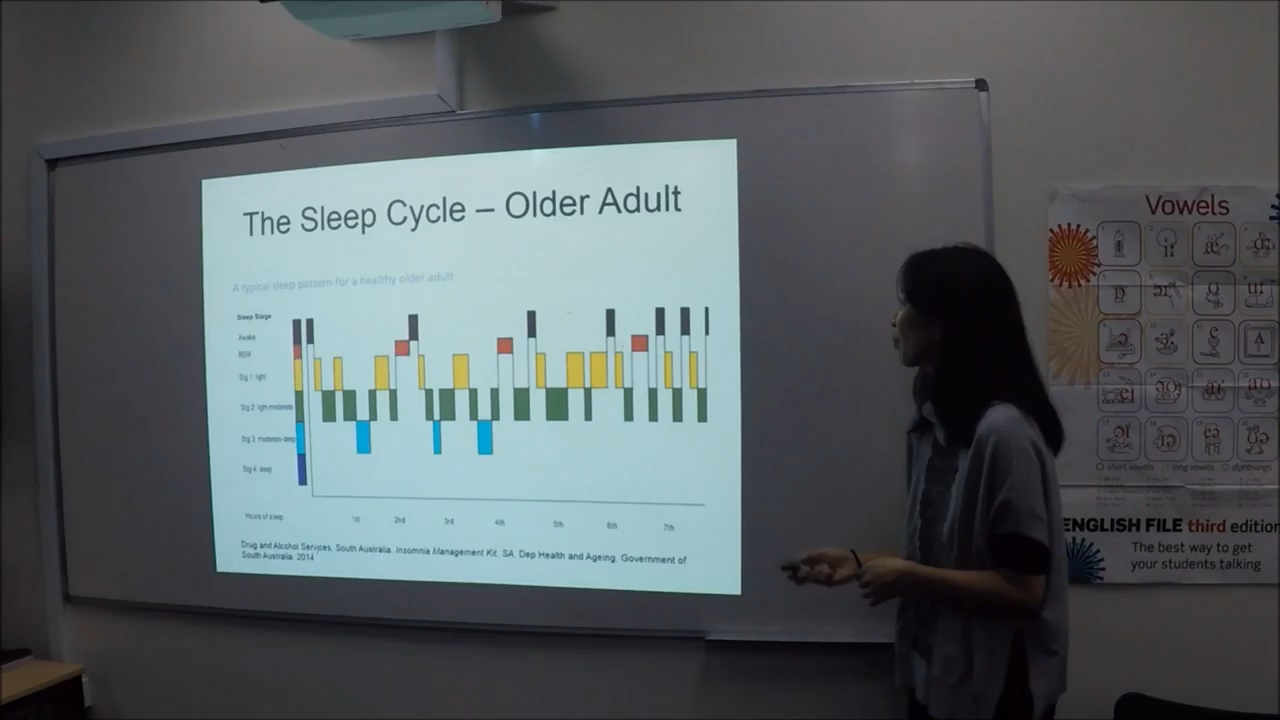 The Sleep Cycle – Older Adult
A typical sleep pattern for a healthy older adult
Sleep Stage
Awake
REM
Stg 1: light
Stg 2: light-moderate
Stg 3: moderate-deep
Stg 4: deep
Hours of sleep
1st 2nd 3rd 4th 5th 6th 7th
Drug and Alcohol Services. South Australia. Insomnia Management Kit, SA. Dep Health and Ageing. Government of
South Australia. 2014
Vowels
short vowels long vowels diphthongs
ENGLISH FILE third edition
The best way to get
your students talking